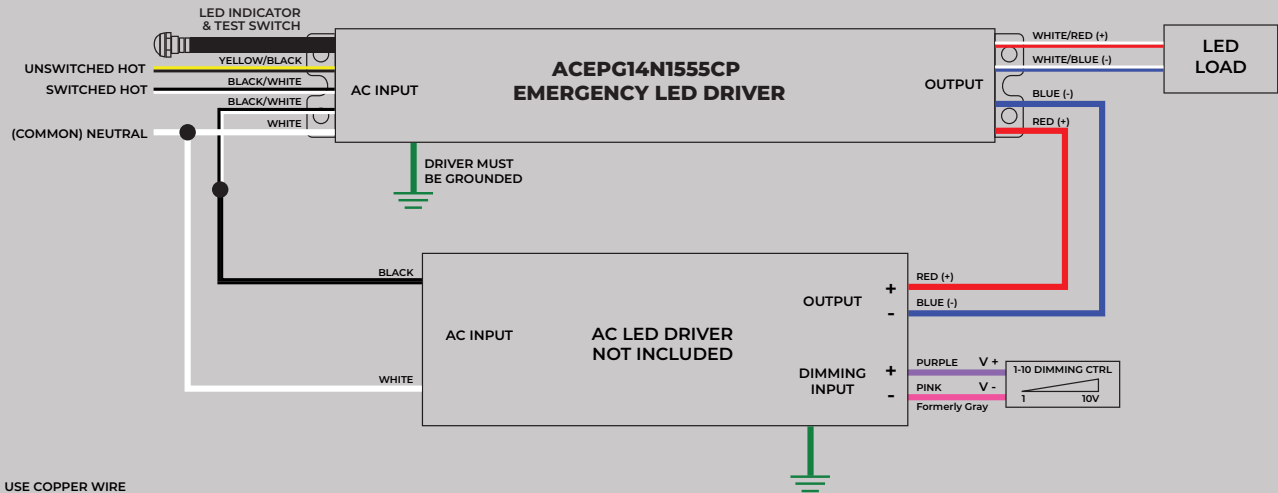 LED INDICATOR
& TEST SWITCH
UNSWITCHED HOT
YELLOW/BLACK
SWITCHED HOT
BLACK/WHITE
BLACK/WHITE
(COMMON) NEUTRAL
WHITE
AC INPUT
ACEPG14N1555CP
EMERGENCY LED DRIVER
OUTPUT
WHITE/RED (+)
WHITE/BLUE (-)
BLUE (-)
RED (+)
LED
LOAD
DRIVER MUST
BE GROUNDED
BLACK
WHITE
AC INPUT
AC LED DRIVER
NOT INCLUDED
OUTPUT
+
-
RED (+)
BLUE (-)
DIMMING
INPUT
+
-
PURPLE V +
PINK V -
Formerly Gray
1-10 DIMMING CTRL
1 10V
USE COPPER WIRE